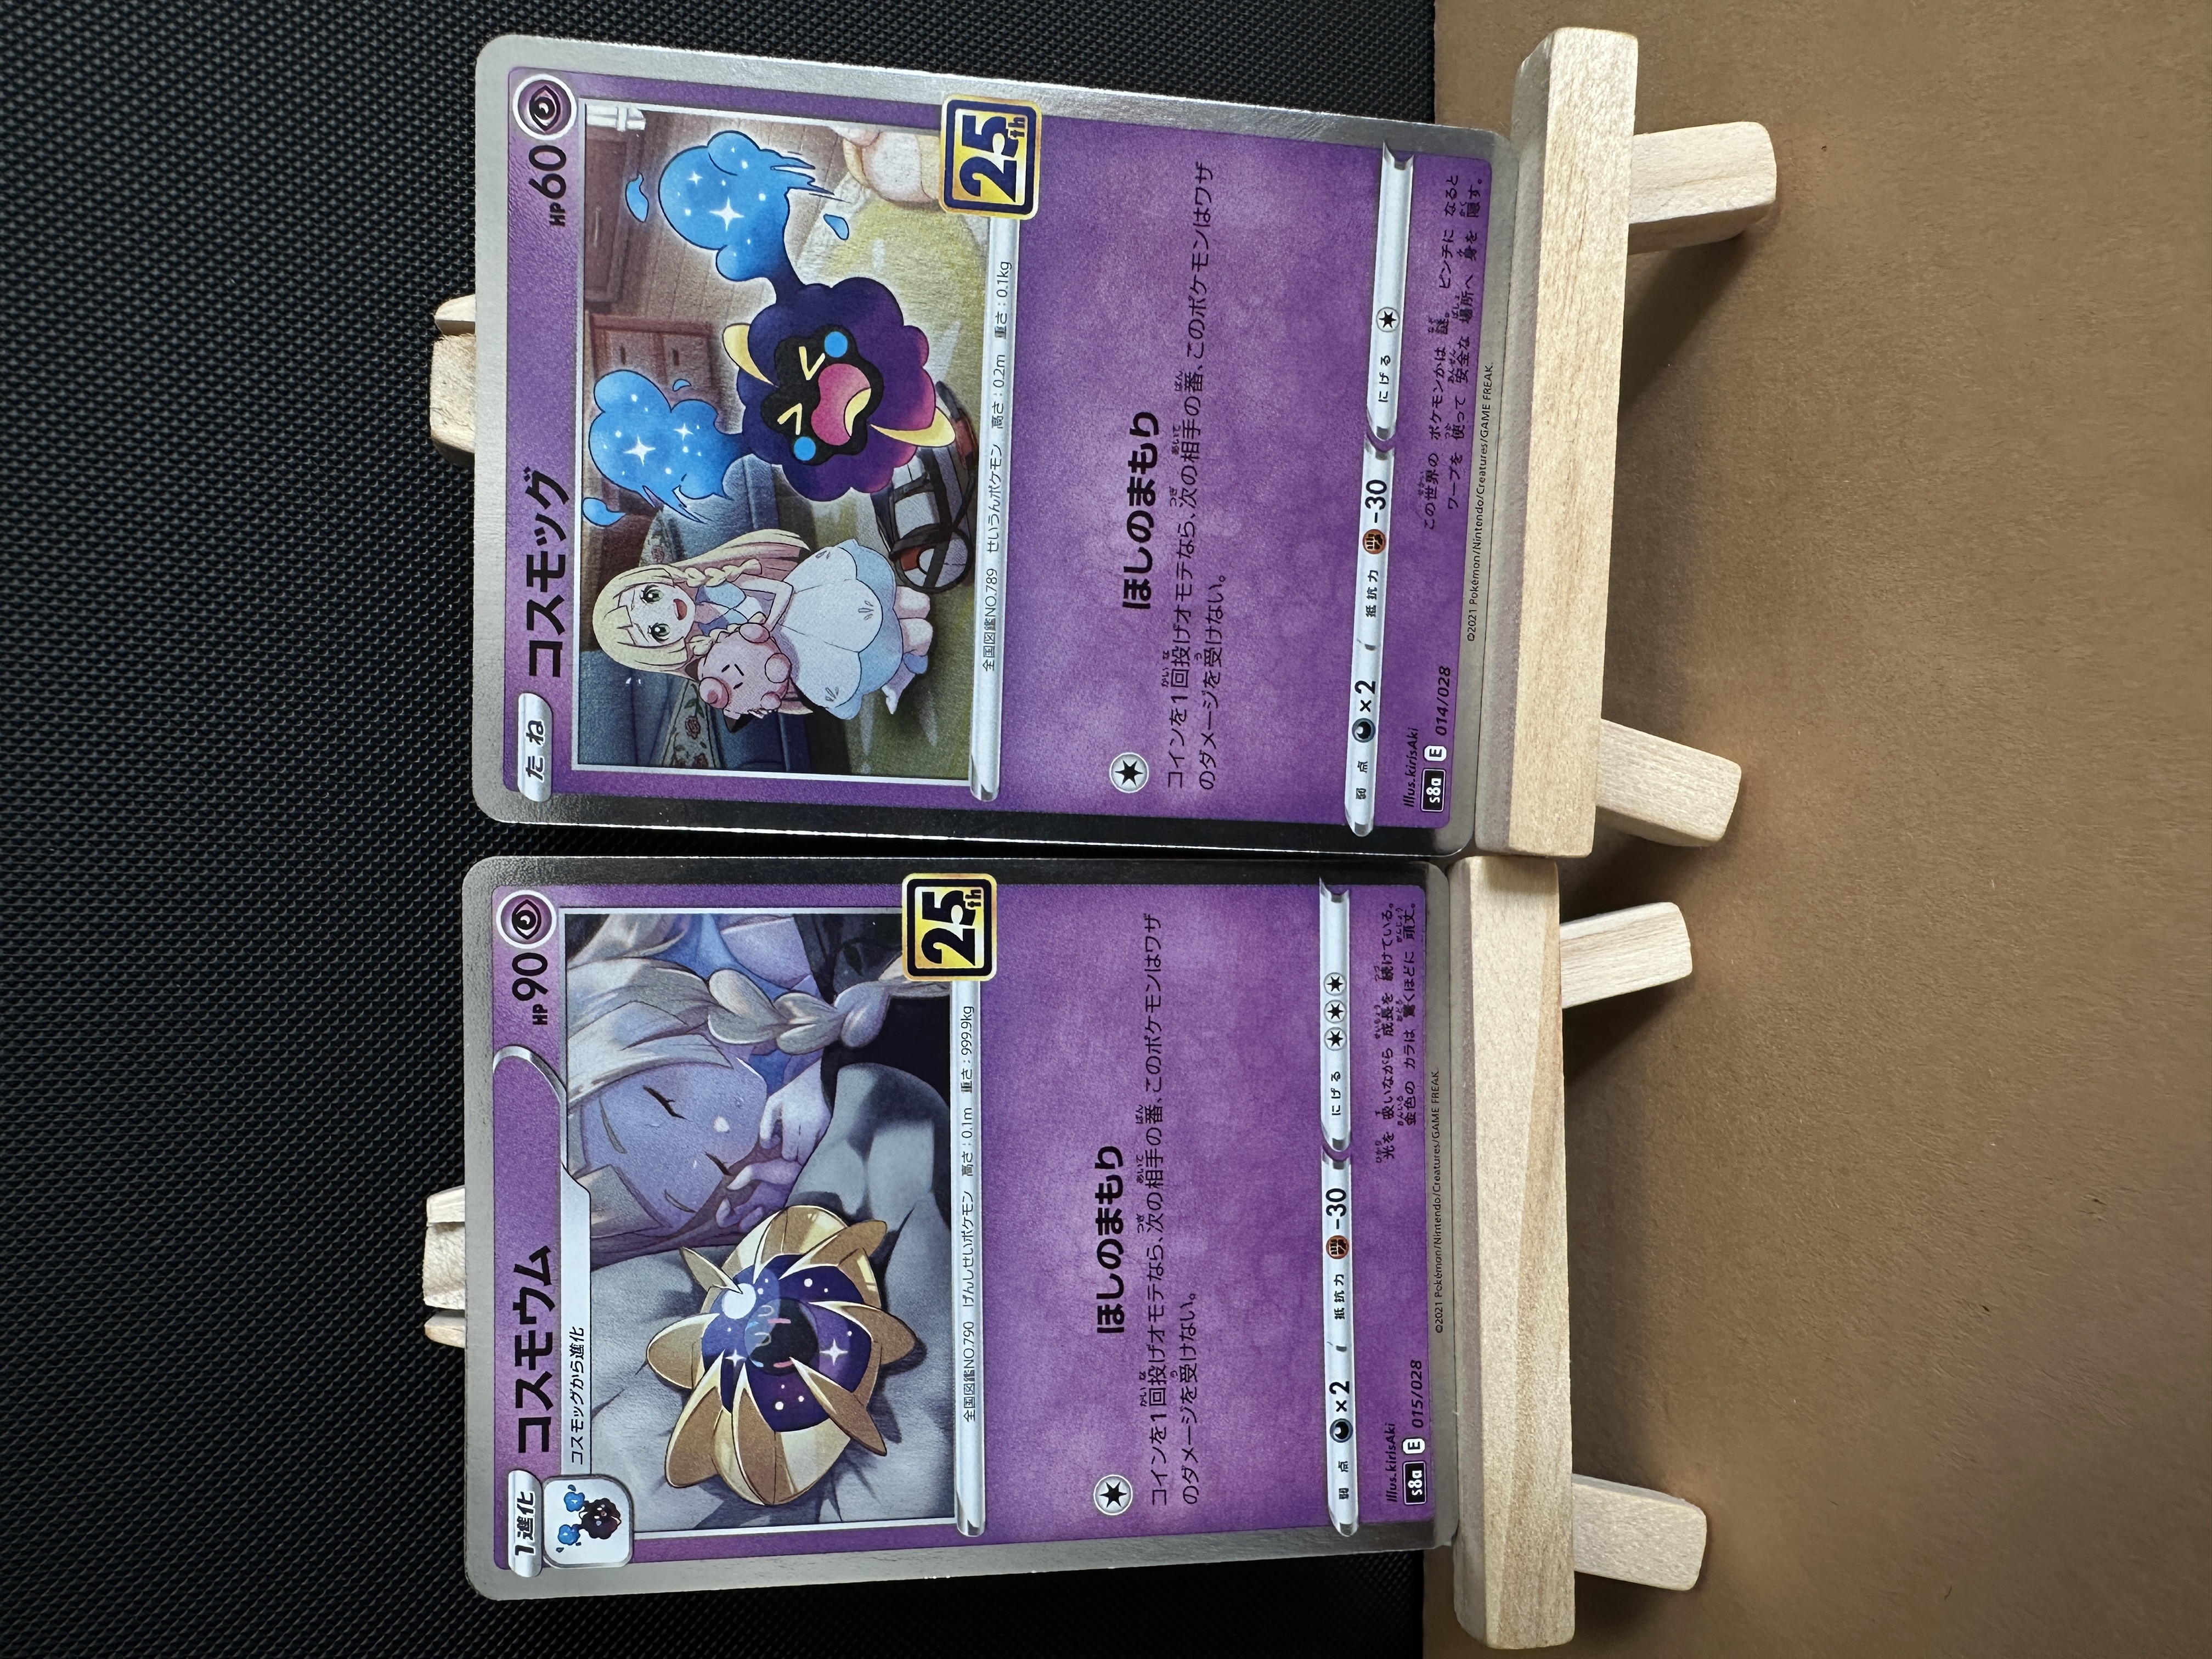 1進化
コスモウム
HP90
コスモッグから進化
25th
全国図鑑NO.790 げんしせいポケモン 高さ:0.1m 重さ:999.9kg
ほしのまもり
コインを1回投げオモテなら、次の相手の番、このポケモンはワザ
のダメージを受けない。
弱点 ×2 抵抗力 -30 にげる
Illus.kirisAki
光を 吸いながら 成長を 続けている。
金色の カラは 驚くほどに 頑丈。
s8a E 015/028
©2021 Pokémon/Nintendo/Creatures/GAME FREAK.
たね
コスモッグ
HP60
25th
全国図鑑NO.789 せいうんポケモン 高さ:0.2m 重さ:0.1kg
ほしのまもり
コインを1回投げオモテなら、次の相手の番、このポケモンはワザ
のダメージを受けない。
弱点 ×2 抵抗力 -30 にげる
Illus.kirisAki
この世界の ポケモンかは 謎。 ピンチに なると
ワープを 使って 安全な 場所へ 身を 隠す。
s8a E 014/028
©2021 Pokémon/Nintendo/Creatures/GAME FREAK.